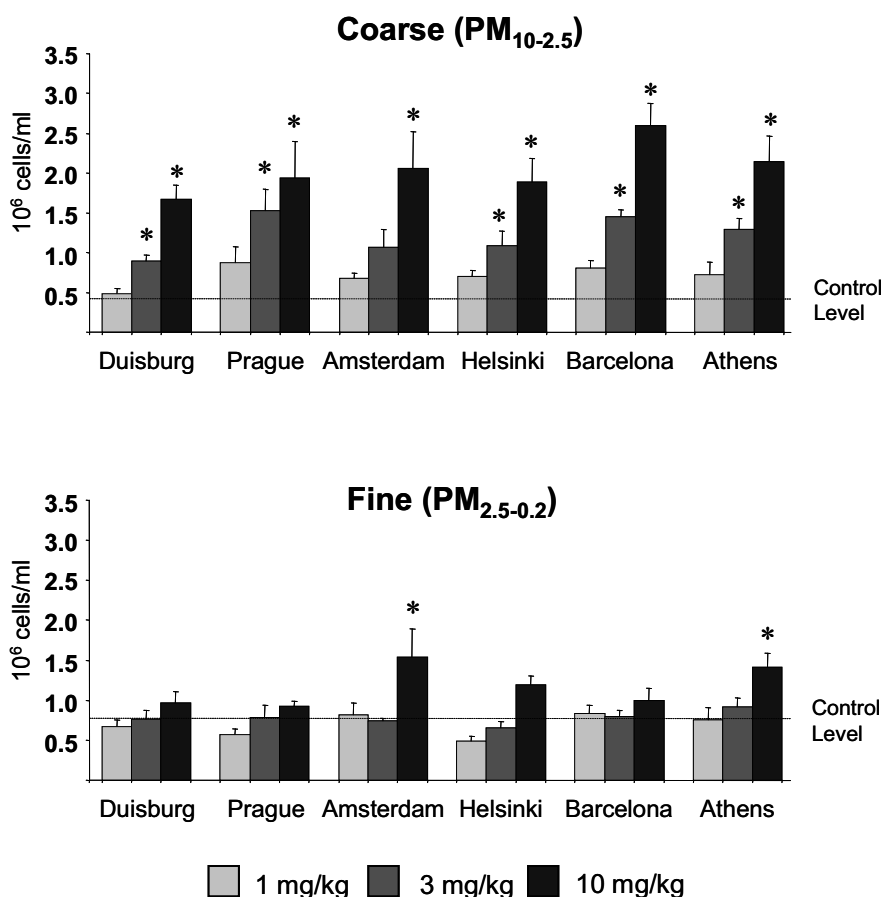 Coarse (PM10-2.5)
3.5
3.0
2.5
2.0
1.5
1.0
0.5
10⁶ cells/ml
* * * * * * * * * * *
Control
Level
Duisburg Prague Amsterdam Helsinki Barcelona Athens
Fine (PM2.5-0.2)
3.5
3.0
2.5
2.0
1.5
1.0
0.5
10⁶ cells/ml
* *
Control
Level
Duisburg Prague Amsterdam Helsinki Barcelona Athens
1 mg/kg 3 mg/kg 10 mg/kg